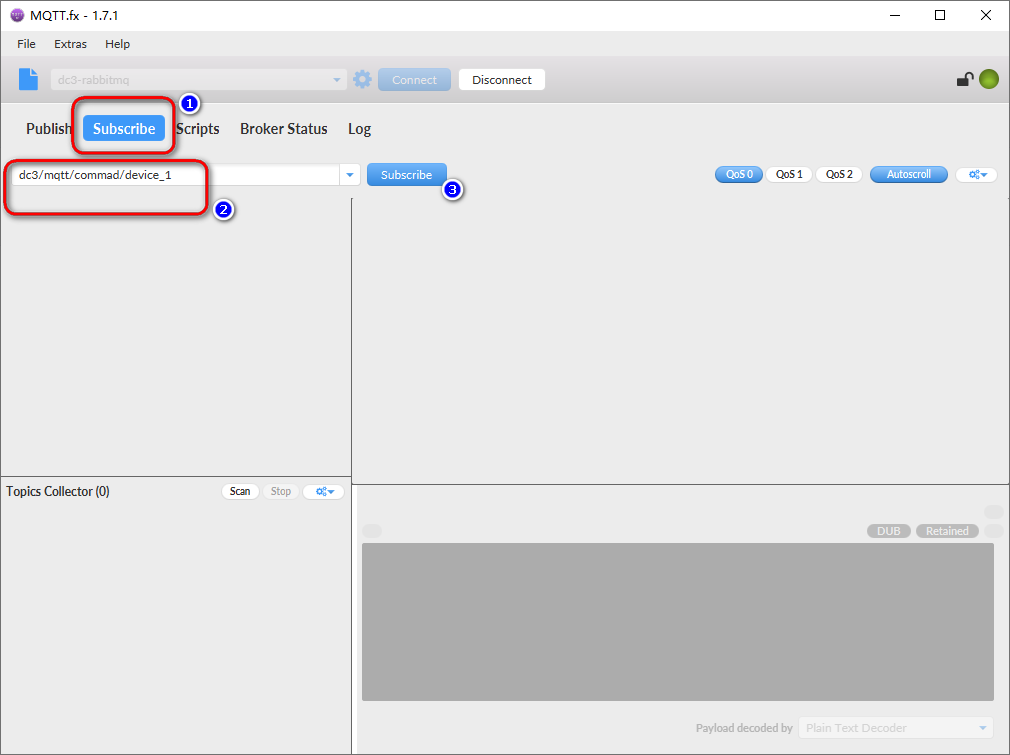 MQTT.fx - 1.7.1
File Extras Help
dc3-rabbitmq Connect Disconnect
1
Publish Subscribe Scripts Broker Status Log
dc3/mqtt/commad/device_1 Subscribe QoS 0 QoS 1 QoS 2 Autoscroll
3
2
Topics Collector (0) Scan Stop
DUB Retained
Payload decoded by Plain Text Decoder